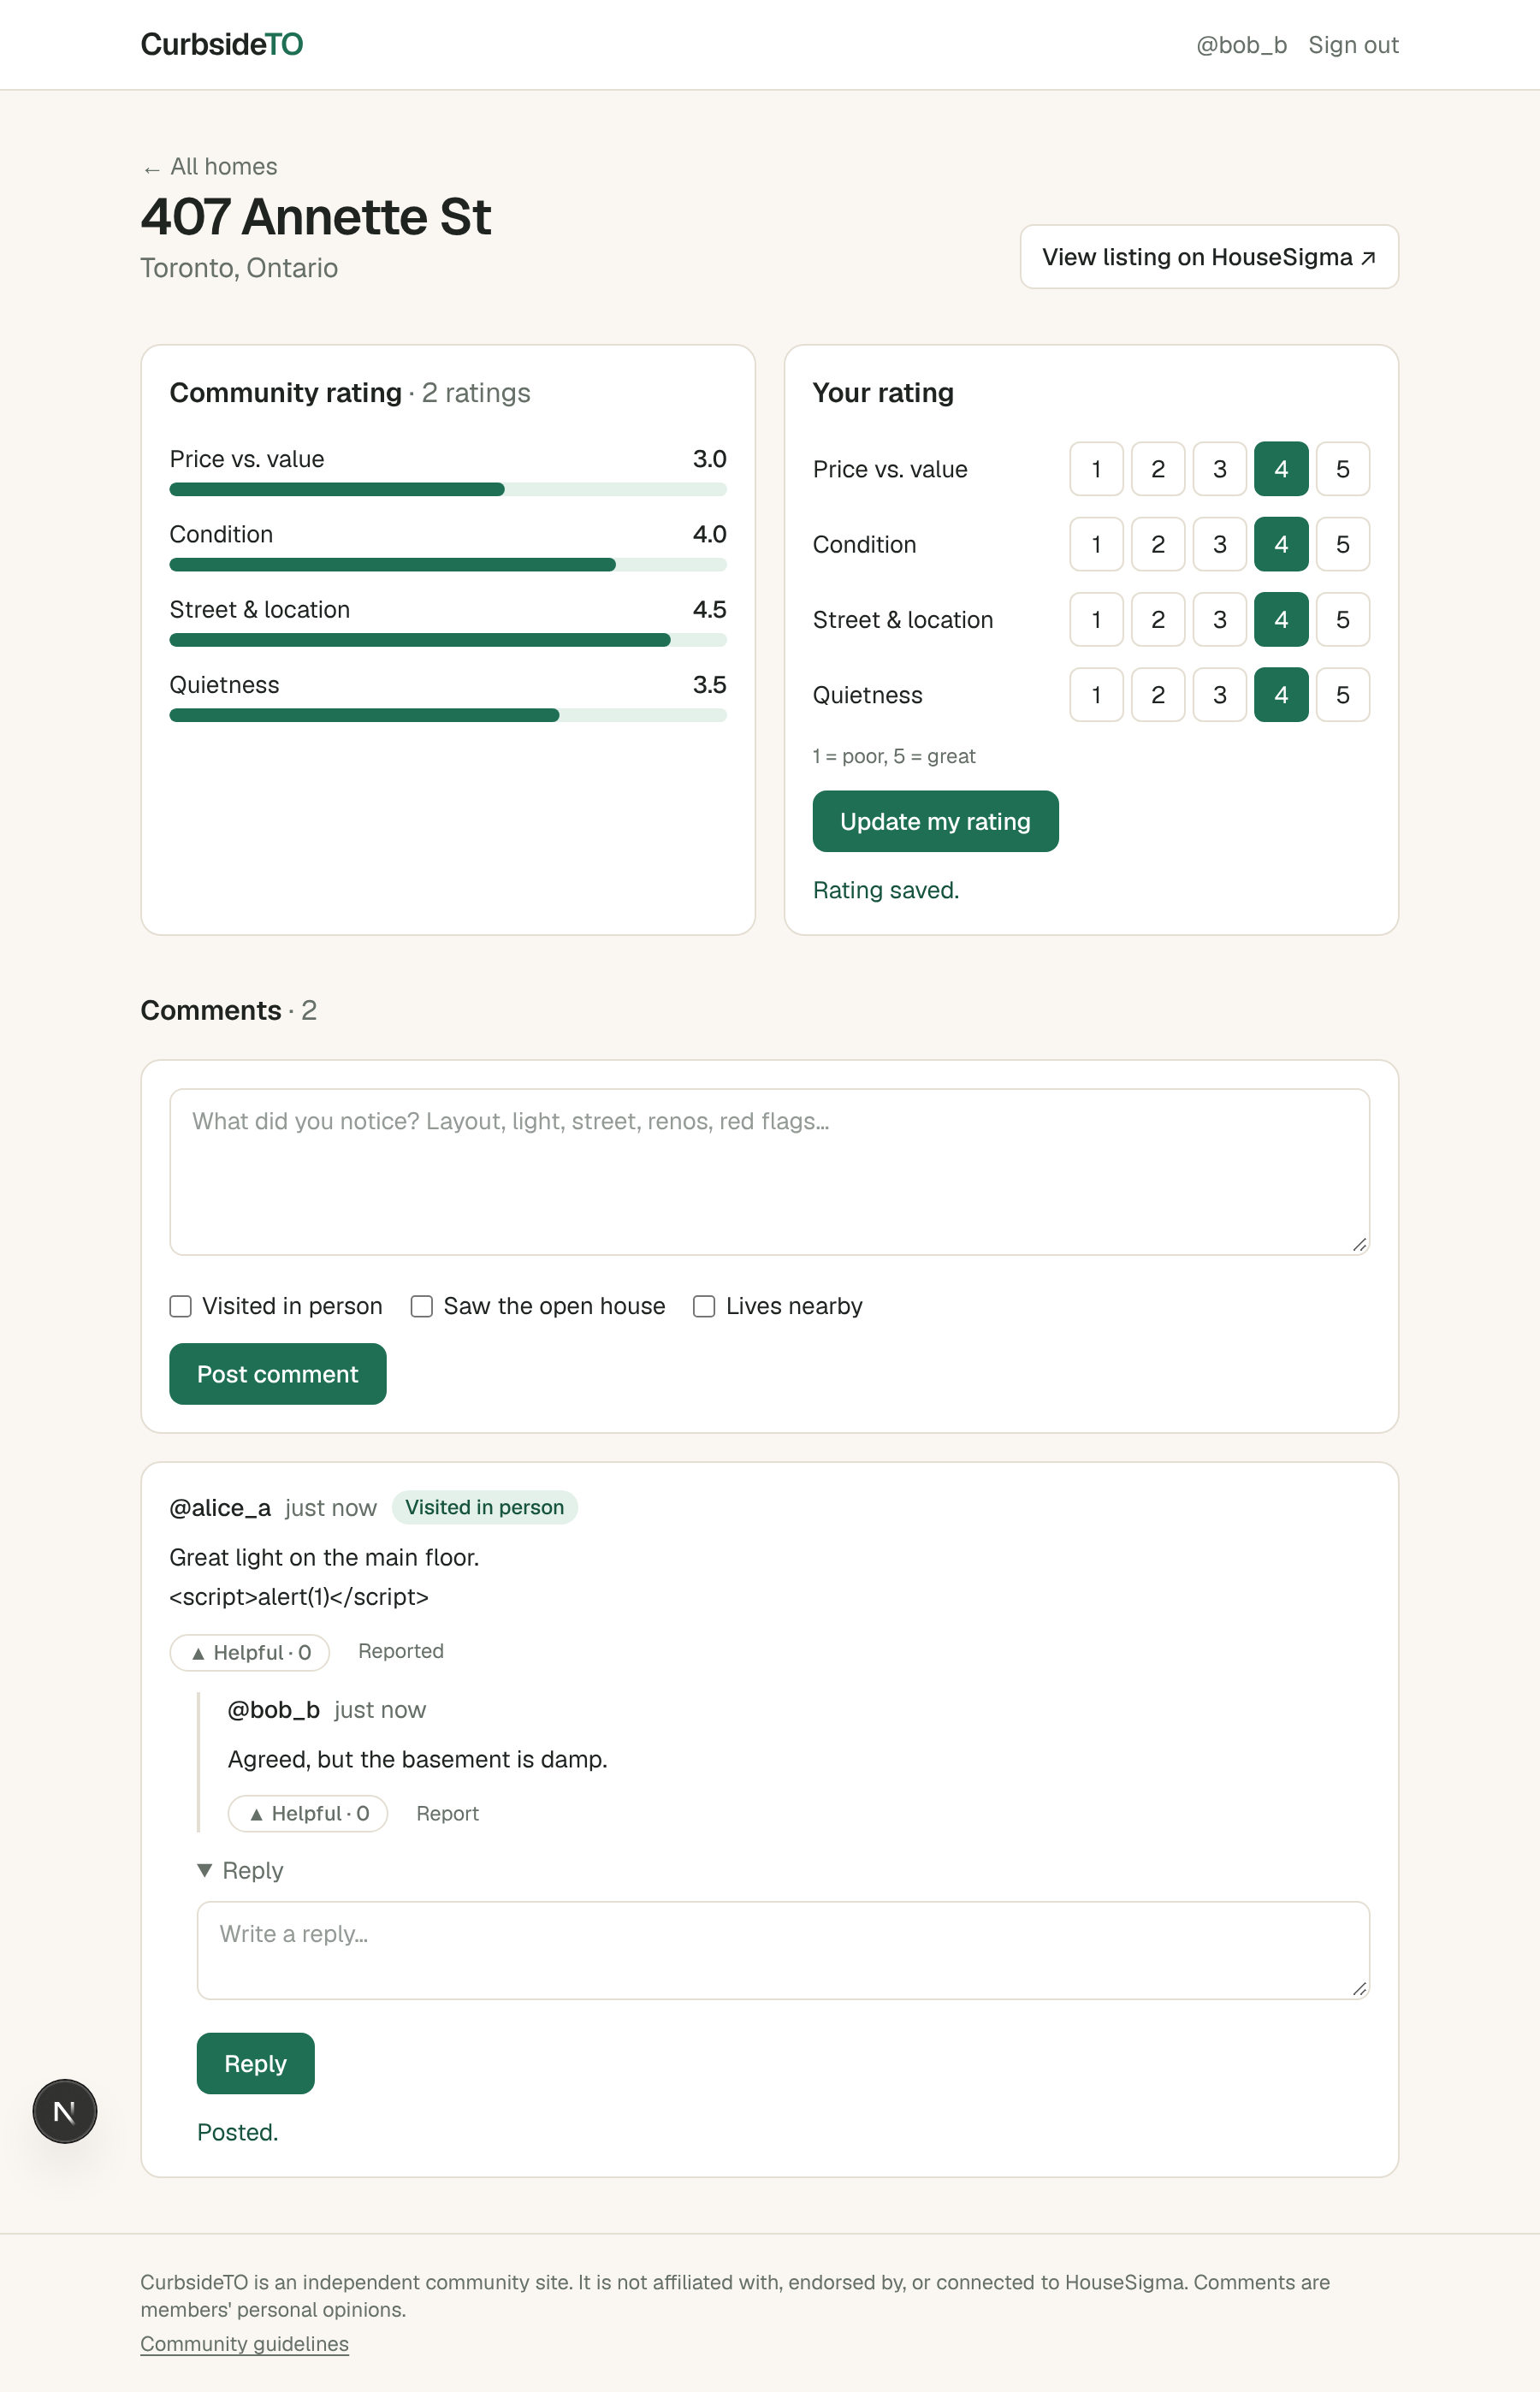 CurbsideTO
@bob_b Sign out
← All homes
407 Annette St
Toronto, Ontario
View listing on HouseSigma ↗
Community rating · 2 ratings
Price vs. value 3.0
Condition 4.0
Street & location 4.5
Quietness 3.5
Your rating
Price vs. value 1 2 3 4 5
Condition 1 2 3 4 5
Street & location 1 2 3 4 5
Quietness 1 2 3 4 5
1 = poor, 5 = great
Update my rating
Rating saved.
Comments · 2
What did you notice? Layout, light, street, renos, red flags…
Visited in person Saw the open house Lives nearby
Post comment
@alice_a just now Visited in person
Great light on the main floor.
<script>alert(1)</script>
▲ Helpful · 0 Reported
@bob_b just now
Agreed, but the basement is damp.
▲ Helpful · 0 Report
▼ Reply
Write a reply…
Reply
N
Posted.
CurbsideTO is an independent community site. It is not affiliated with, endorsed by, or connected to HouseSigma. Comments are
members' personal opinions.
Community guidelines